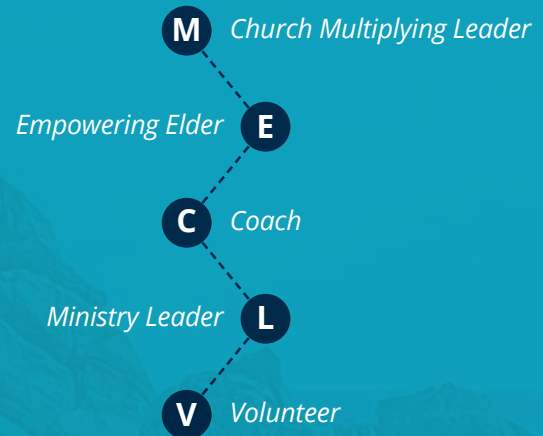 M Church Multiplying Leader
Empowering Elder E
C Coach
Ministry Leader L
V Volunteer